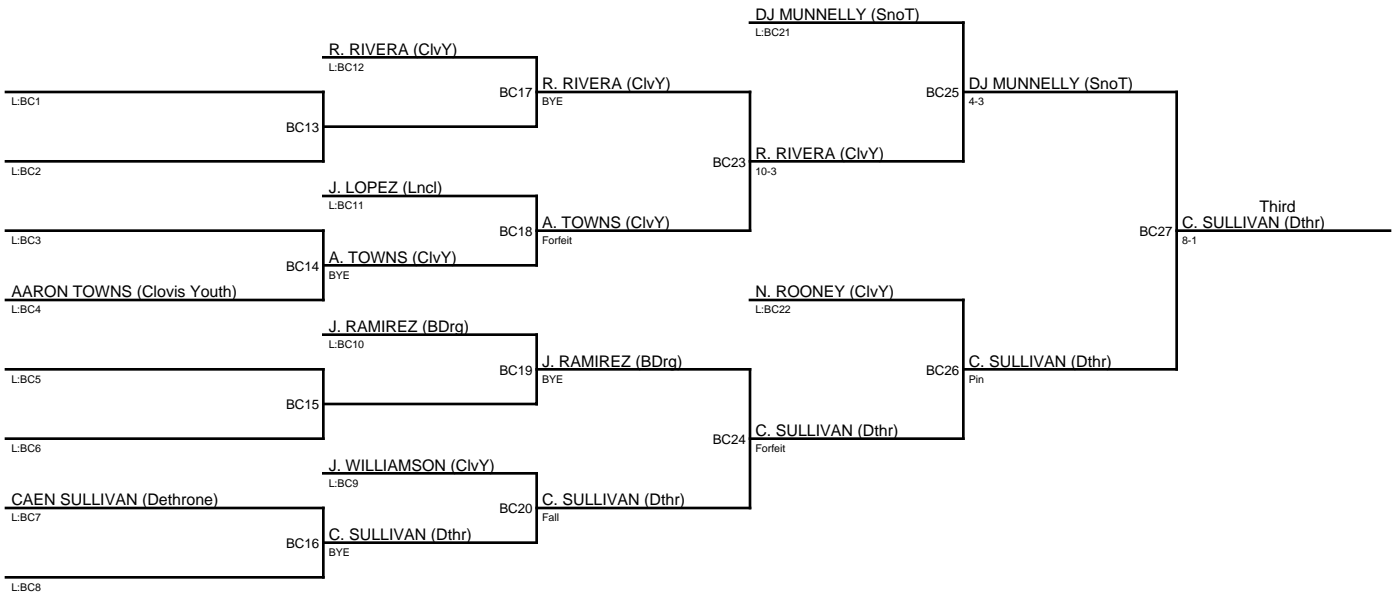 DJ MUNNELLY (SnoT)
L:BC21
R. RIVERA (ClvY)
L:BC12
L:BC1
BC17
R. RIVERA (ClvY)
BYE
BC25
DJ MUNNELLY (SnoT)
4-3
BC13
L:BC2
BC23
R. RIVERA (ClvY)
10-3
J. LOPEZ (Lncl)
L:BC11
L:BC3
BC18
A. TOWNS (ClvY)
Forfeit
BC27
Third
C. SULLIVAN (Dthr)
8-1
BC14
A. TOWNS (ClvY)
BYE
AARON TOWNS (Clovis Youth)
L:BC4
N. ROONEY (ClvY)
L:BC22
J. RAMIREZ (BDrg)
L:BC10
L:BC5
BC19
J. RAMIREZ (BDrg)
BYE
BC26
C. SULLIVAN (Dthr)
Pin
BC15
L:BC6
BC24
C. SULLIVAN (Dthr)
Forfeit
J. WILLIAMSON (ClvY)
L:BC9
CAEN SULLIVAN (Dethrone)
L:BC7
BC20
C. SULLIVAN (Dthr)
Fall
BC16
C. SULLIVAN (Dthr)
BYE
L:BC8